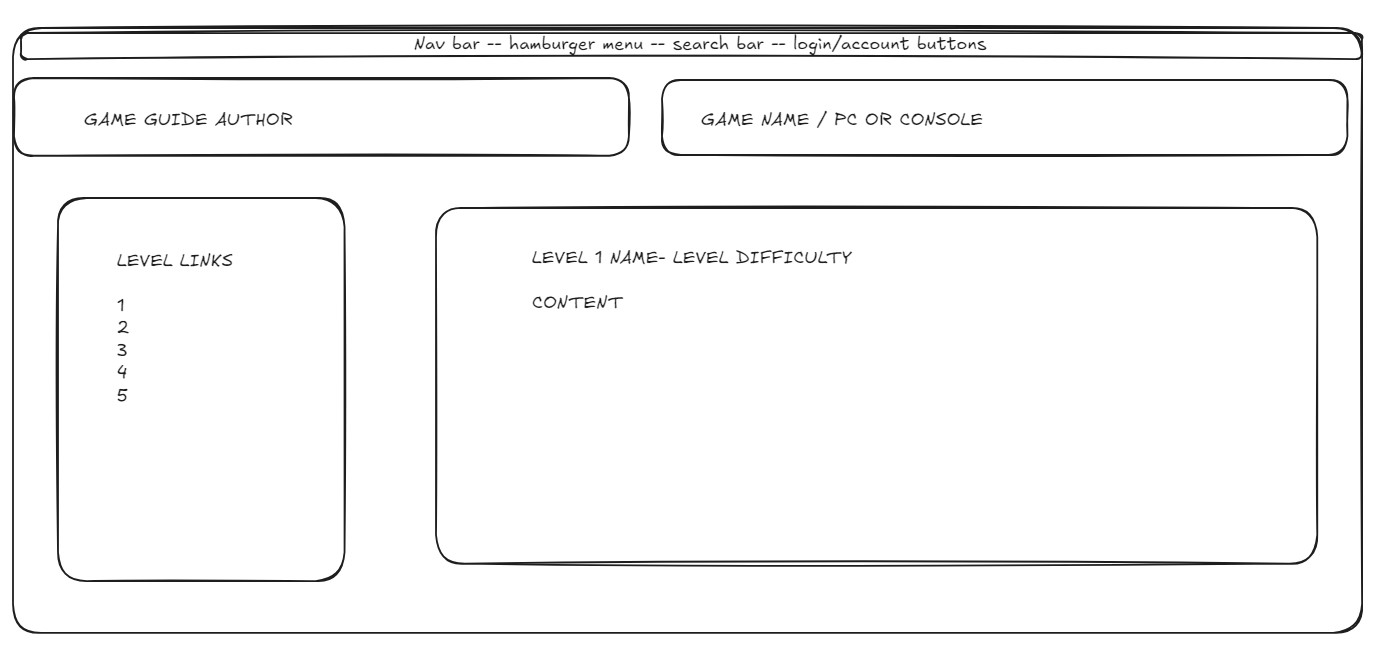 Nav bar -- hamburger menu -- search bar -- login/account buttons
GAME GUIDE AUTHOR
GAME NAME / PC OR CONSOLE
LEVEL LINKS
1
2
3
4
5
LEVEL 1 NAME- LEVEL DIFFICULTY
CONTENT